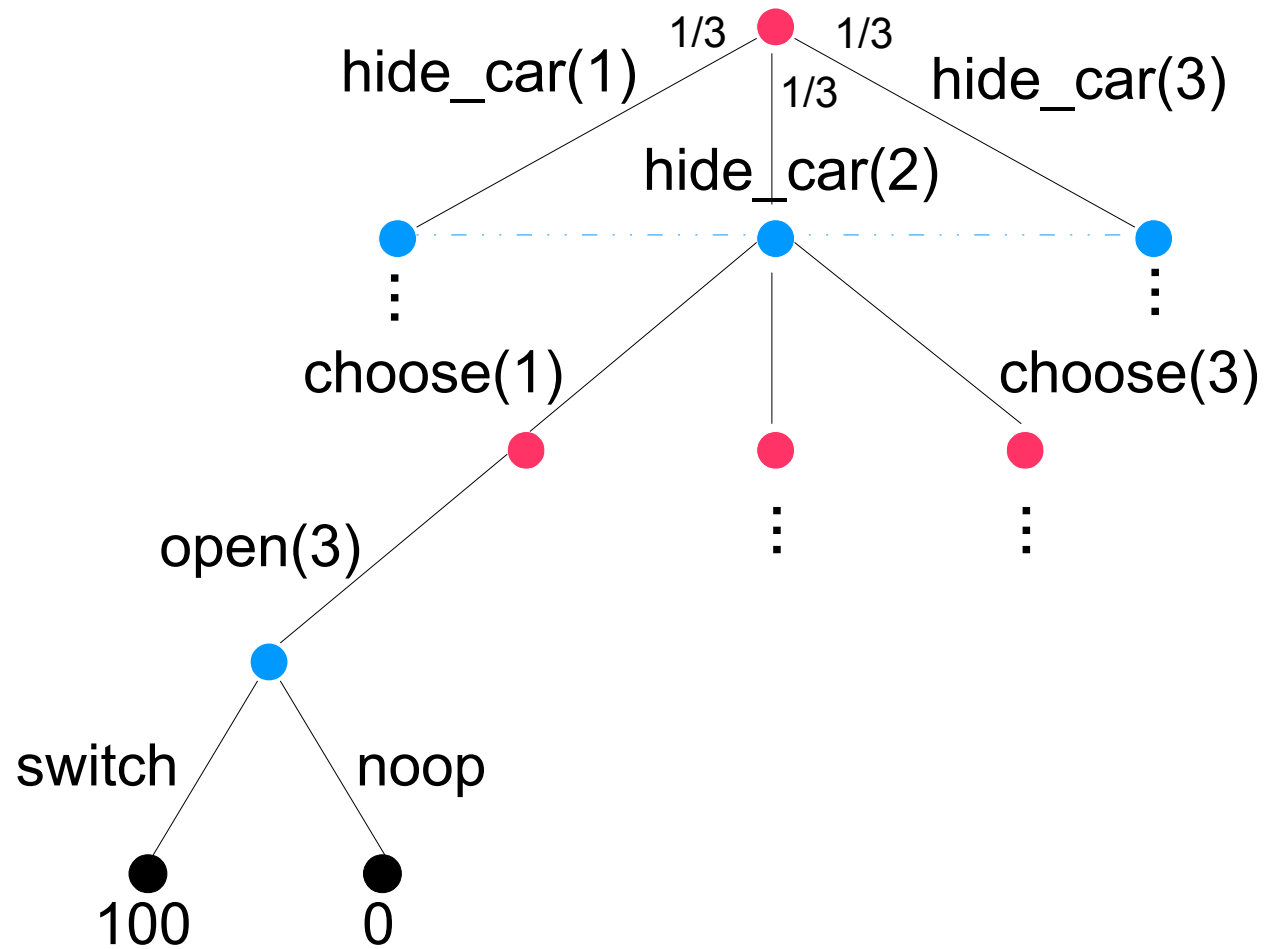 1/3
1/3
hide_car(1)
hide_car(3)
1/3
hide_car(2)
choose(1)
choose(3)
open(3)
switch
noop
100
0